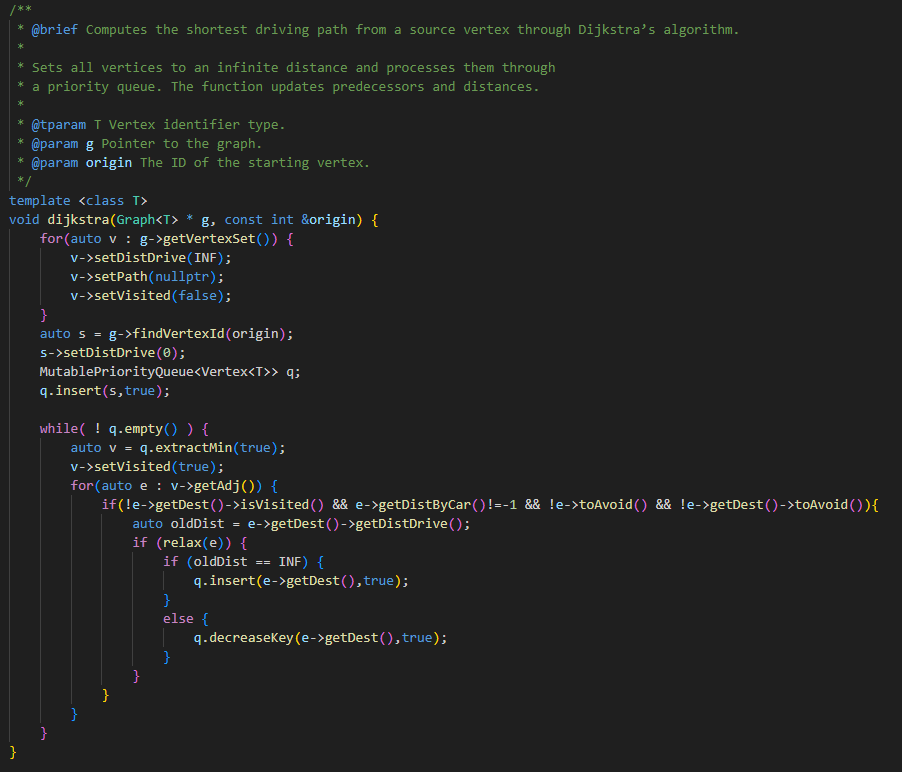 /**
 * @brief Computes the shortest driving path from a source vertex through Dijkstra’s algorithm.
 *
 * Sets all vertices to an infinite distance and processes them through
 * a priority queue. The function updates predecessors and distances.
 *
 * @tparam T Vertex identifier type.
 * @param g Pointer to the graph.
 * @param origin The ID of the starting vertex.
 */
template <class T>
void dijkstra(Graph<T> * g, const int &origin) {
    for(auto v : g->getVertexSet()) {
        v->setDistDrive(INF);
        v->setPath(nullptr);
        v->setVisited(false);
    }
    auto s = g->findVertexId(origin);
    s->setDistDrive(0);
    MutablePriorityQueue<Vertex<T>> q;
    q.insert(s,true);

    while( ! q.empty() ) {
        auto v = q.extractMin(true);
        v->setVisited(true);
        for(auto e : v->getAdj()) {
            if(!e->getDest()->isVisited() && e->getDistByCar()!=-1 && !e->toAvoid() && !e->getDest()->toAvoid()){
                auto oldDist = e->getDest()->getDistDrive();
                if (relax(e)) {
                    if (oldDist == INF) {
                        q.insert(e->getDest(),true);
                    }
                    else {
                        q.decreaseKey(e->getDest(),true);
                    }
                }
            }
        }
    }
}